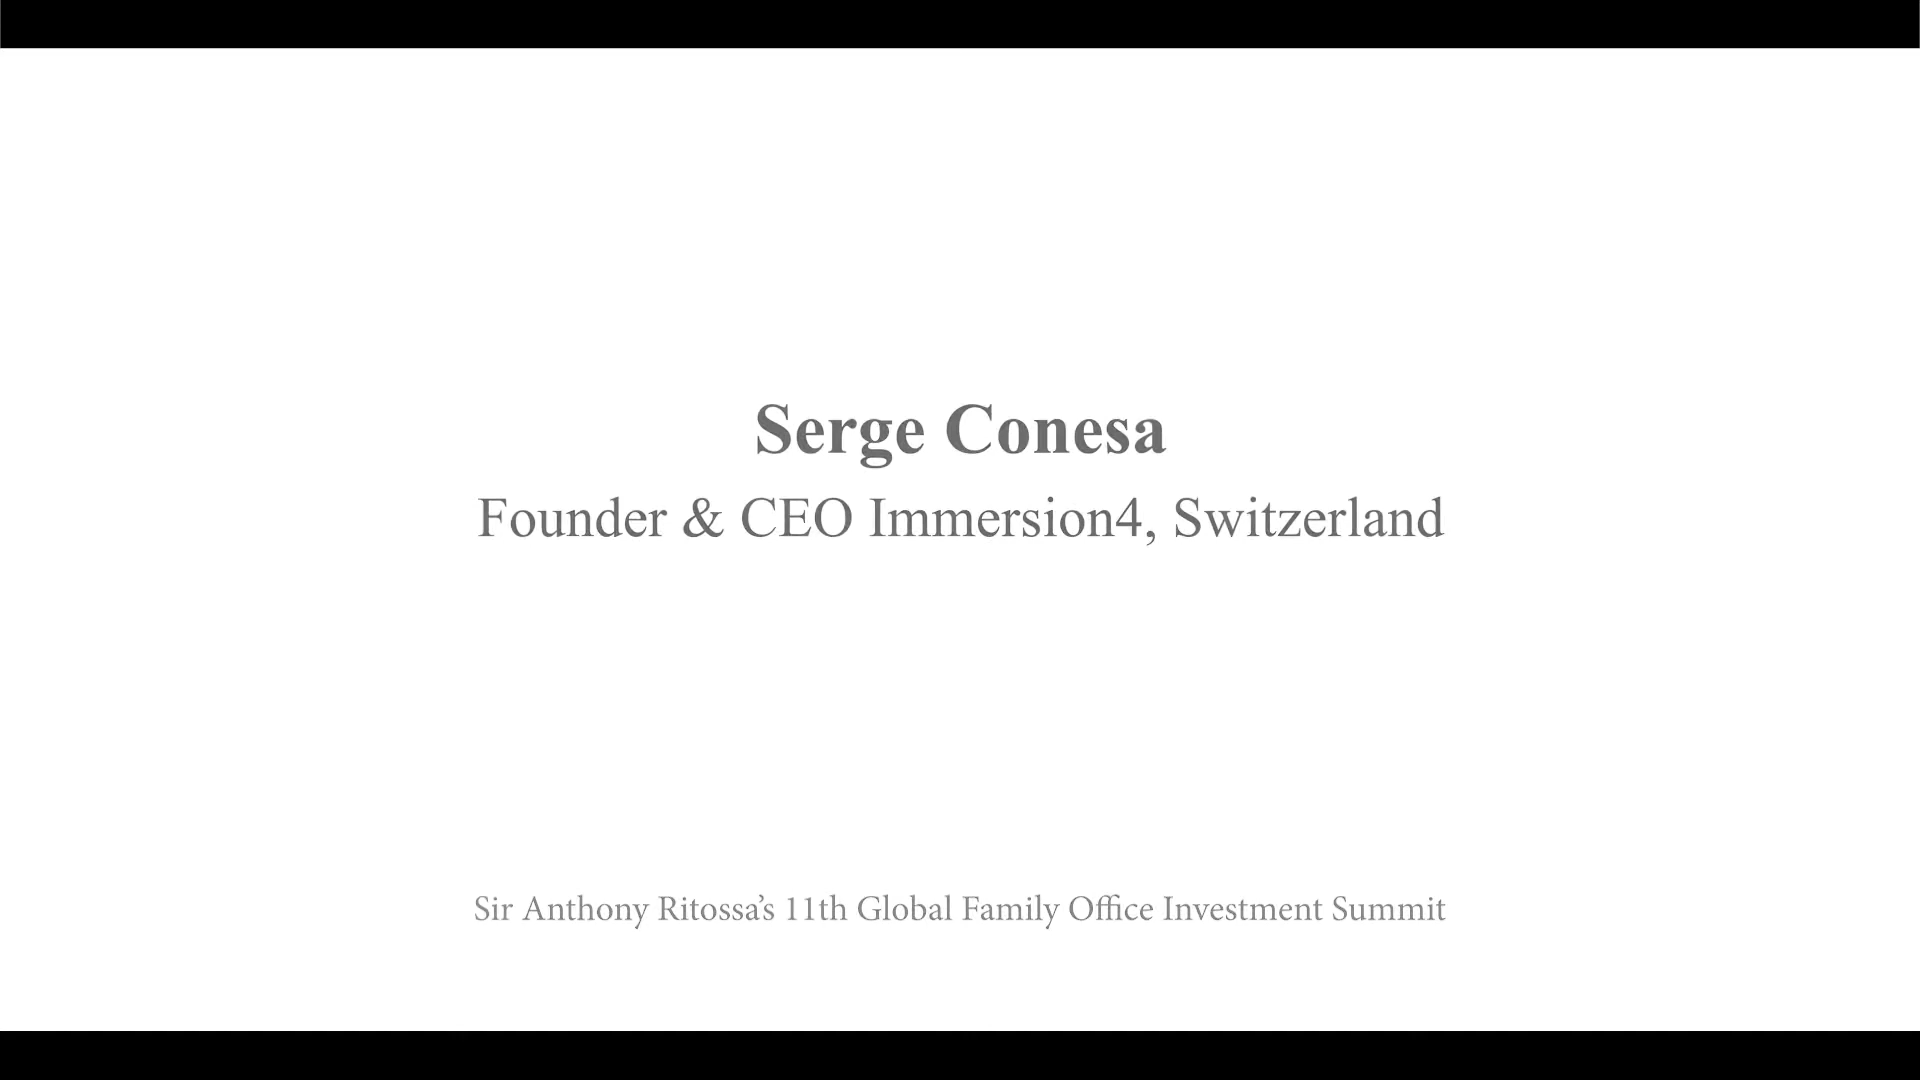 Serge Conesa
Founder & CEO Immersion4, Switzerland
Sir Anthony Ritossa’s 11th Global Family Office Investment Summit